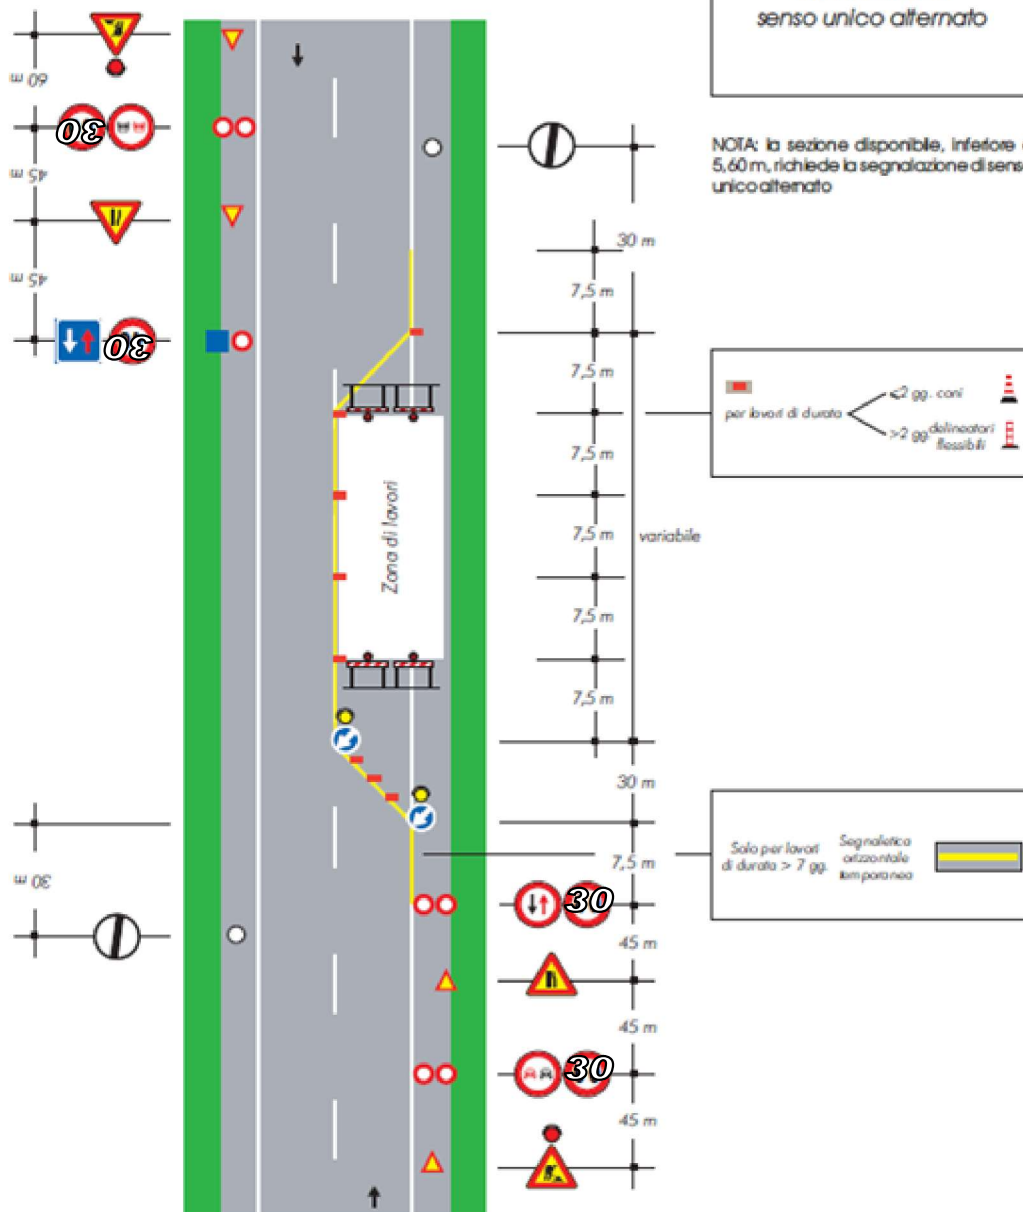 senso unico alternato
NOTA: la sezione disponibile, inferiore
5,60 m, richiede la segnalazione di senso
unico alternato
60 m
30
45 m
45 m
30
30 m
7,5 m
7,5 m
7,5 m
7,5 m
7,5 m
7,5 m
variabile
Zona di lavori
per lavori di durata
⩽2 gg. coni
>2 gg. delineatori
flessibili
30 m
7,5 m
Solo per lavori
di durata > 7 gg.
Segnaletica
orizzontale
temporanea
30 m
30
45 m
45 m
30
45 m